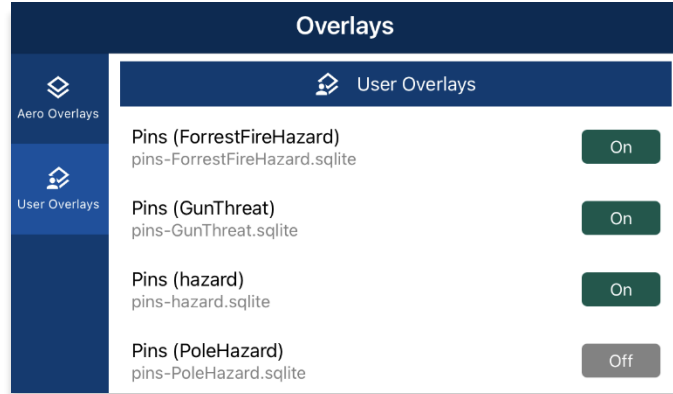 Overlays
Aero Overlays
User Overlays
User Overlays
Pins (ForrestFireHazard)
pins-ForrestFireHazard.sqlite
On
Pins (GunThreat)
pins-GunThreat.sqlite
On
Pins (hazard)
pins-hazard.sqlite
On
Pins (PoleHazard)
pins-PoleHazard.sqlite
Off